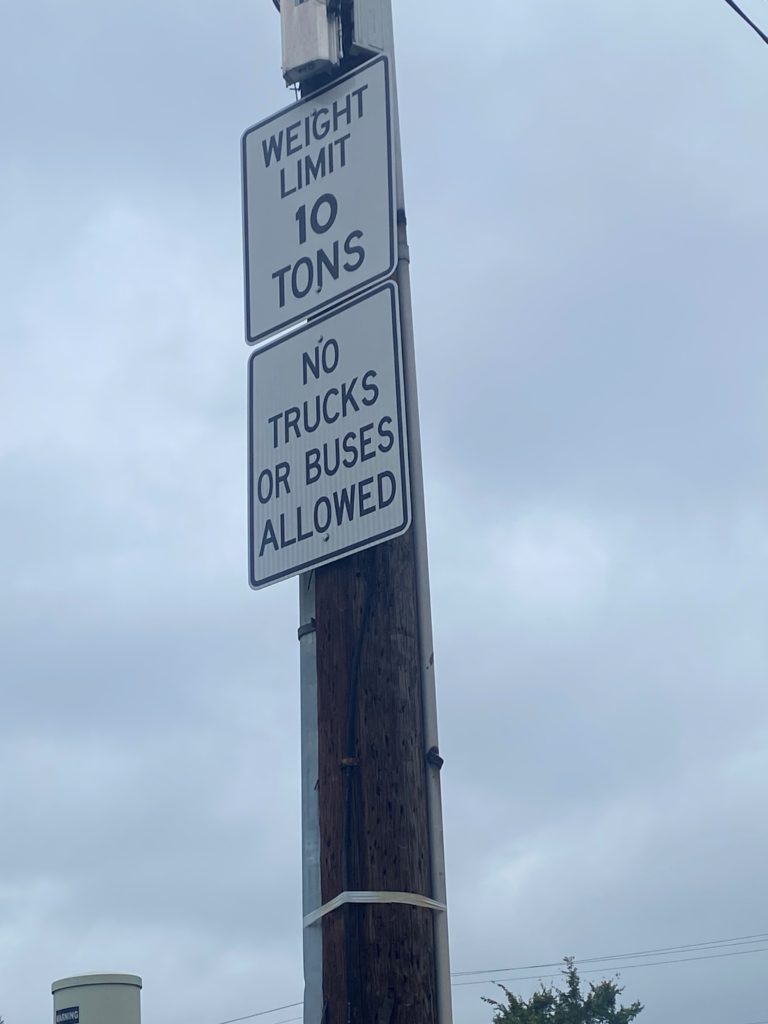 WEIGHT
LIMIT
10
TONS
NO
TRUCKS
OR BUSES
ALLOWED
WARNING